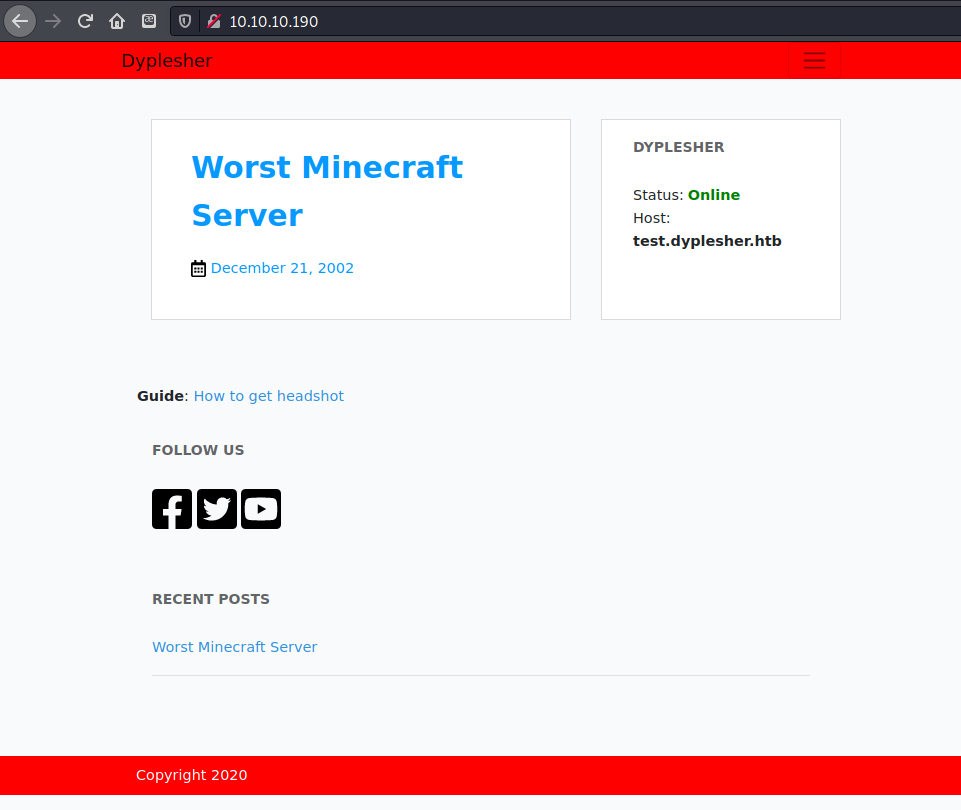 10.10.10.190
Dyplesher
Worst Minecraft
Server
December 21, 2002
DYPLESHER
Status: Online
Host:
test.dyplesher.htb
Guide: How to get headshot
FOLLOW US
RECENT POSTS
Worst Minecraft Server
Copyright 2020